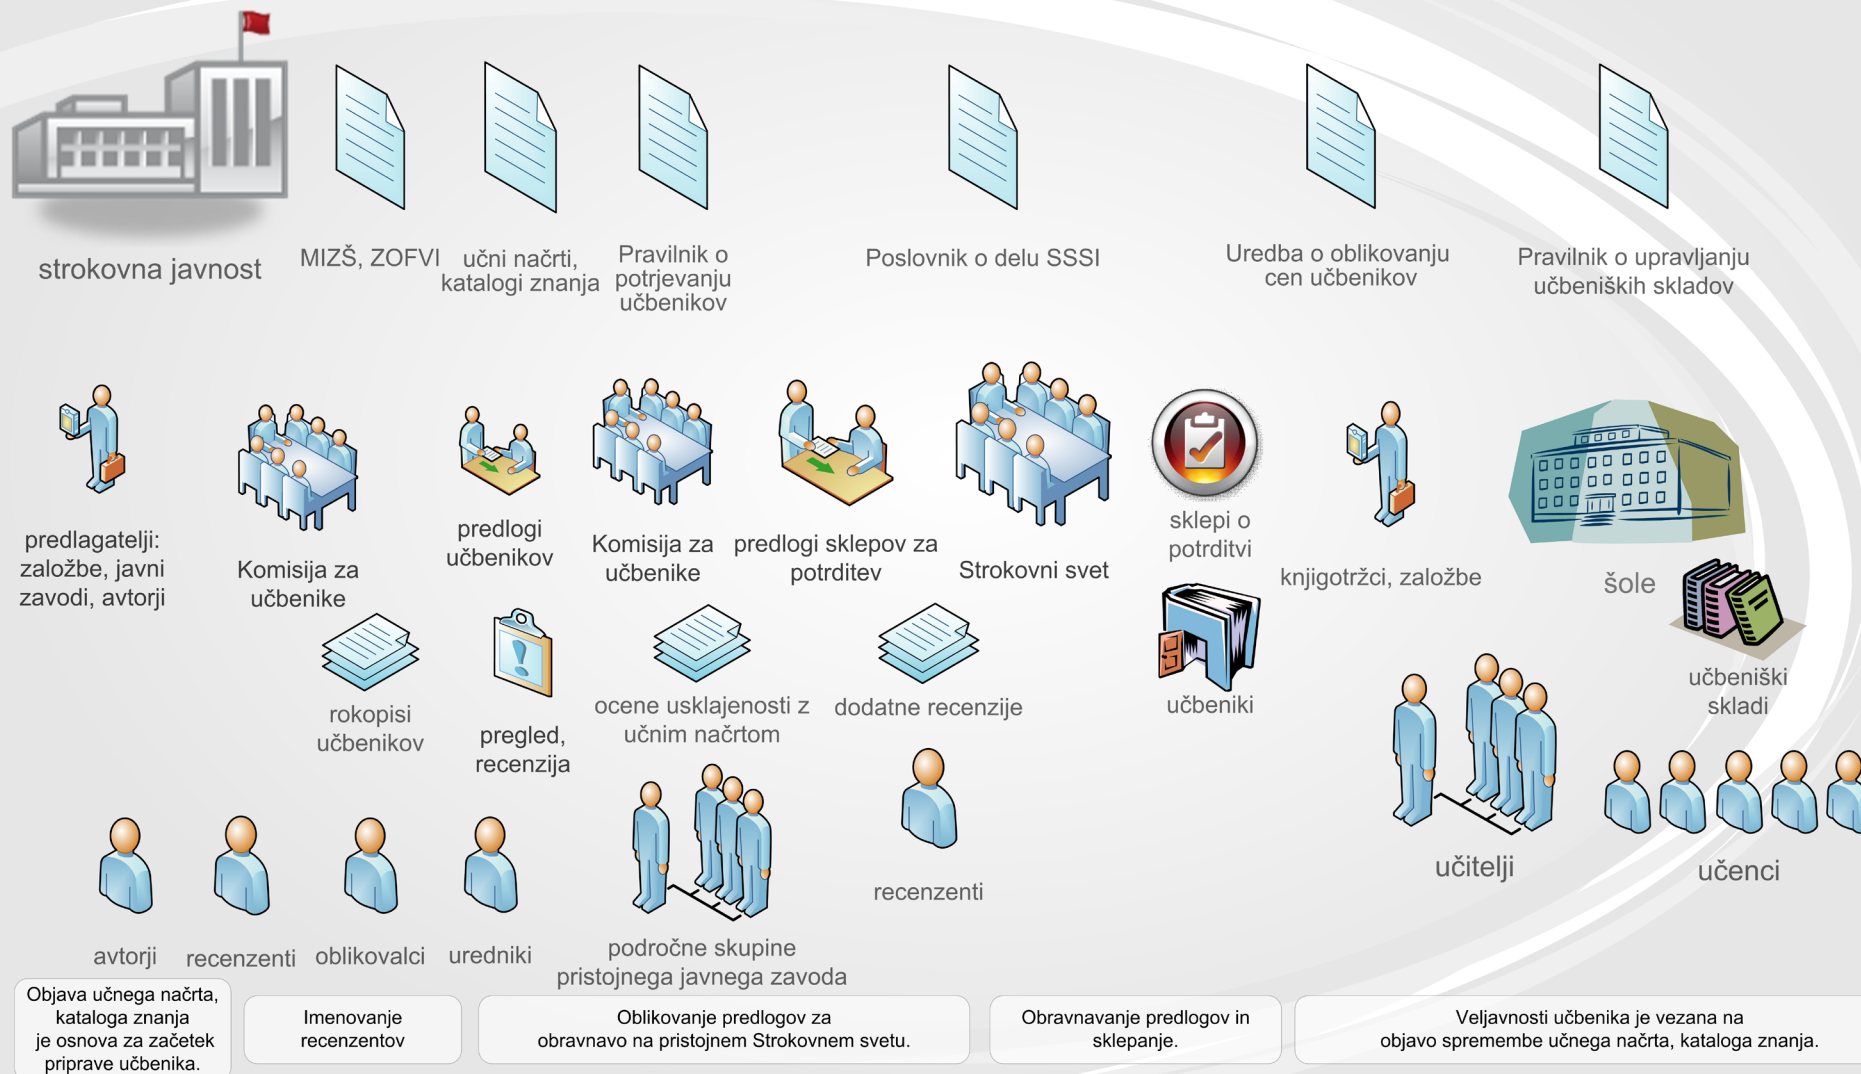 strokovna javnost
MIZŠ, ZOFVI
učni načrti,
katalogi znanja
Pravilnik o
potrjevanju
učbenikov
Poslovnik o delu SSSI
Uredba o oblikovanju
cen učbenikov
Pravilnik o upravljanju
učbeniških skladov
predlagatelji:
založbe, javni
zavodi, avtorji
Komisija za
učbenike
predlogi
učbenikov
Komisija za
učbenike
predlogi sklepov za
potrditev
Strokovni svet
sklepi o
potrditvi
knjigotržci, založbe
šole
rokopisi
učbenikov
pregled,
recenzija
ocene usklajenosti z
učnim načrtom
dodatne recenzije
učbeniki
učbeniški
skladi
avtorji
recenzenti
oblikovalci
uredniki
področne skupine
pristojnega javnega zavoda
recenzenti
učitelji
učenci
Objava učnega načrta,
kataloga znanja
je osnova za začetek
priprave učbenika.
Imenovanje
recenzentov
Oblikovanje predlogov za
obravnavo na pristojnem Strokovnem svetu.
Obravnavanje predlogov in
sklepanje.
Veljavnosti učbenika je vezana na
objavo spremembe učnega načrta, kataloga znanja.